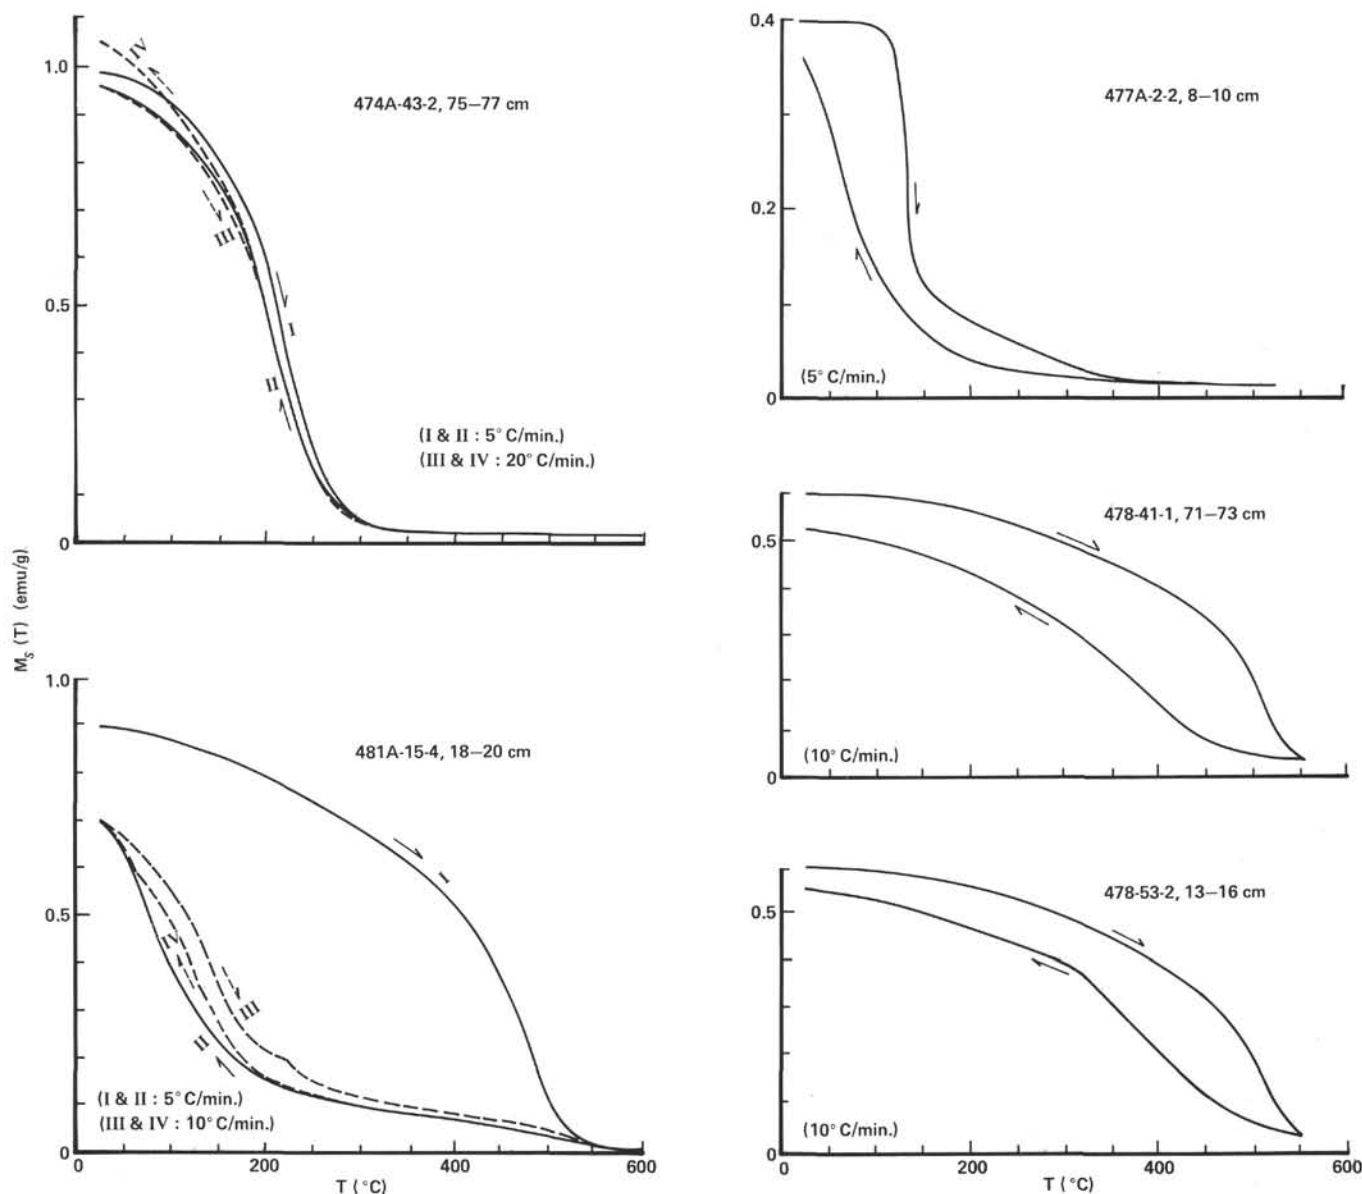 1.0
0.5
0
474A-43-2, 75–77 cm
IV
III
I
II
(I & II : 5° C/min.)
(III & IV : 20° C/min.)
Ms (T) (emu/g)
1.0
0.5
0
481A-15-4, 18–20 cm
I
IV
III
II
(I & II : 5° C/min.)
(III & IV : 10° C/min.)
0 200 400 600
T (°C)
0.4
0.2
0
477A-2-2, 8–10 cm
(5° C/min.)
0.5
0
478-41-1, 71–73 cm
(10° C/min.)
0.5
0
478-53-2, 13–16 cm
(10° C/min.)
0 200 400 600
T (°C)